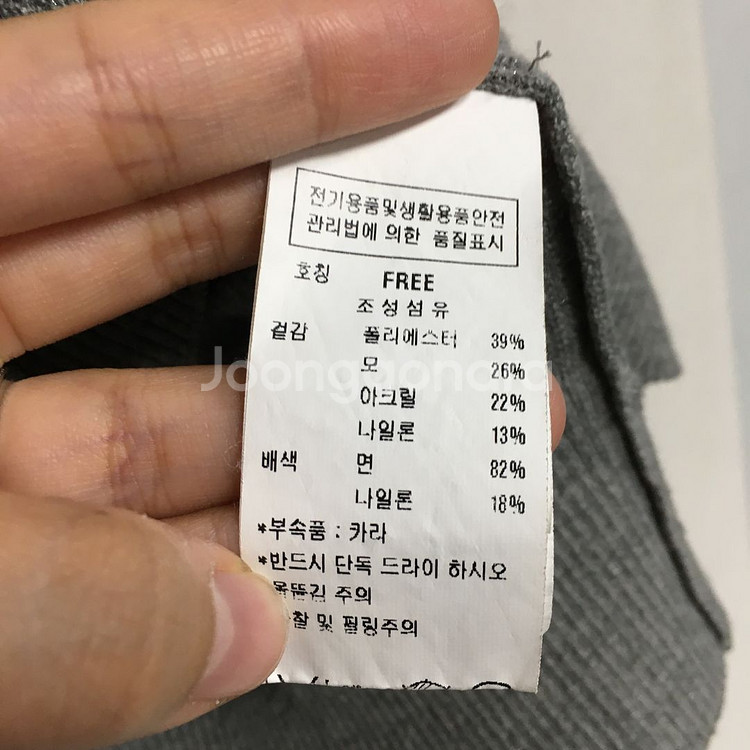 전기용품및생활용품안전
관리법에 의한 품질표시
호칭 FREE
조성섬유
겉감 폴리에스터 39%
모 26%
아크릴 22%
나일론 13%
배색 면 82%
나일론 18%
*부속품 : 카라
*반드시 단독 드라이 하시오
올뜯긴 주의
및 필링주의
Joonggonara